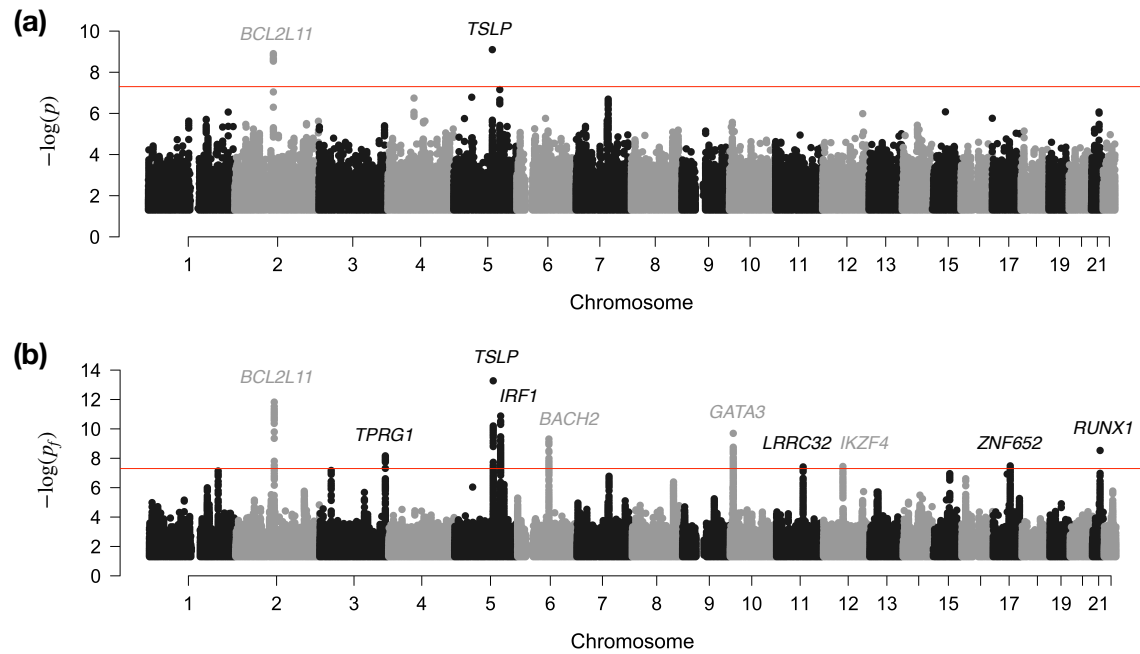 (a)
BCL2L11
TSLP
10
8
6
4
2
0
−log(p)
1 2 3 4 5 6 7 8 9 10 11 12 13 15 17 19 21
Chromosome
(b)
TSLP
BCL2L11
IRF1
TPRG1
BACH2
GATA3
LRRC32
IKZF4
ZNF652
RUNX1
14
12
10
8
6
4
2
0
−log(pf)
1 2 3 4 5 6 7 8 9 10 11 12 13 15 17 19 21
Chromosome